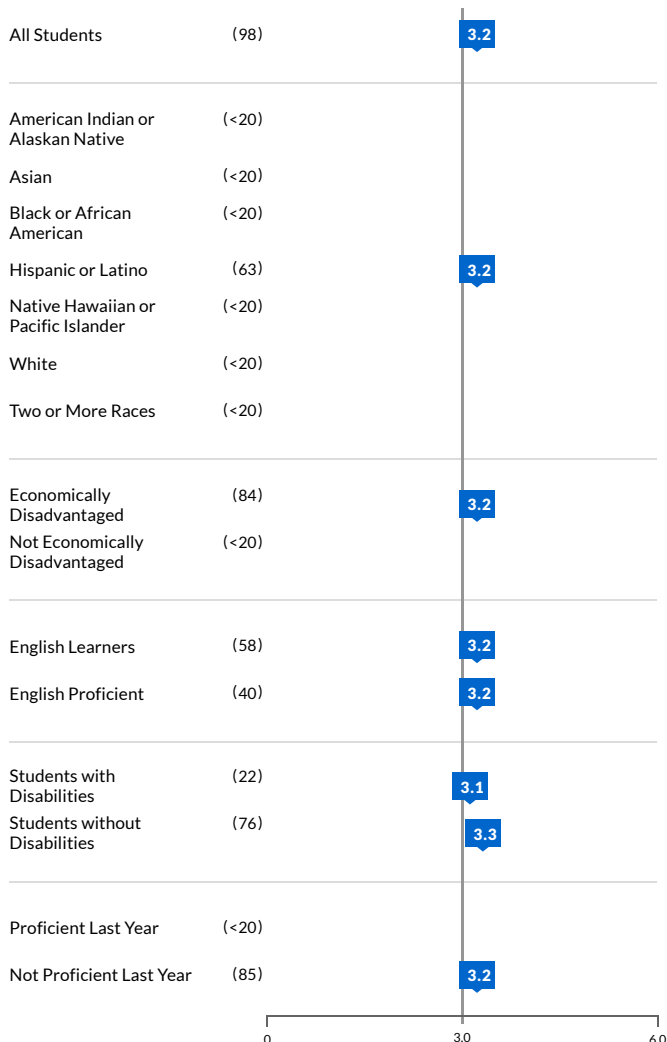 All Students (98) 3.2
American Indian or
Alaskan Native (<20)
Asian (<20)
Black or African
American (<20)
Hispanic or Latino (63) 3.2
Native Hawaiian or
Pacific Islander (<20)
White (<20)
Two or More Races (<20)
Economically
Disadvantaged (84) 3.2
Not Economically
Disadvantaged (<20)
English Learners (58) 3.2
English Proficient (40) 3.2
Students with
Disabilities (22) 3.1
Students without
Disabilities (76) 3.3
Proficient Last Year (<20)
Not Proficient Last Year (85) 3.2
0 3.0 6.0